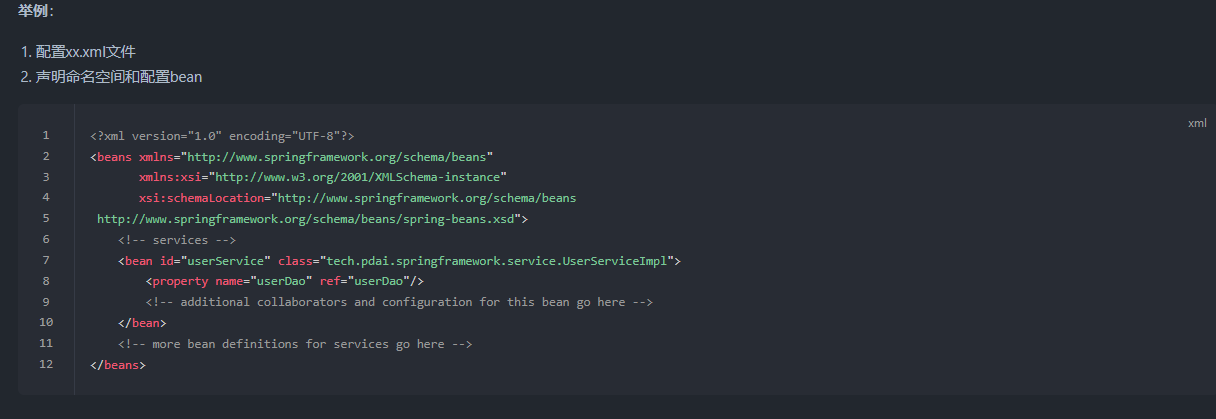 举例：
1. 配置xx.xml文件
2. 声明命名空间和配置bean
xml
1 <?xml version="1.0" encoding="UTF-8"?>
2 <beans xmlns="http://www.springframework.org/schema/beans"
3 xmlns:xsi="http://www.w3.org/2001/XMLSchema-instance"
4 xsi:schemaLocation="http://www.springframework.org/schema/beans
5 http://www.springframework.org/schema/beans/spring-beans.xsd">
6 <!-- services -->
7 <bean id="userService" class="tech.pdai.springframework.service.UserServiceImpl">
8 <property name="userDao" ref="userDao"/>
9 <!-- additional collaborators and configuration for this bean go here -->
10 </bean>
11 <!-- more bean definitions for services go here -->
12 </beans>